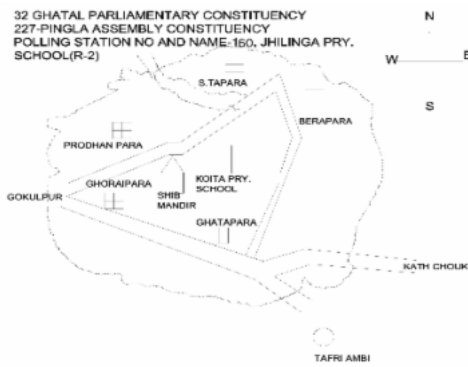 32 GHATAL PARLIAMENTARY CONSTITUENCY
227-PINGLA ASSEMBLY CONSTITUENCY
POLLING STATION NO AND NAME-160, JHILINGA PRY.
SCHOOL(R-2)
N
W E
S
S.TAPARA
BERAPARA
PRODHAN PARA
GHORAIPARA
KOITA PRY.
SCHOOL
SHIB
MANDIR
GOKULPUR
GHATAPARA
KATH CHOUK
TAFRI AMBI